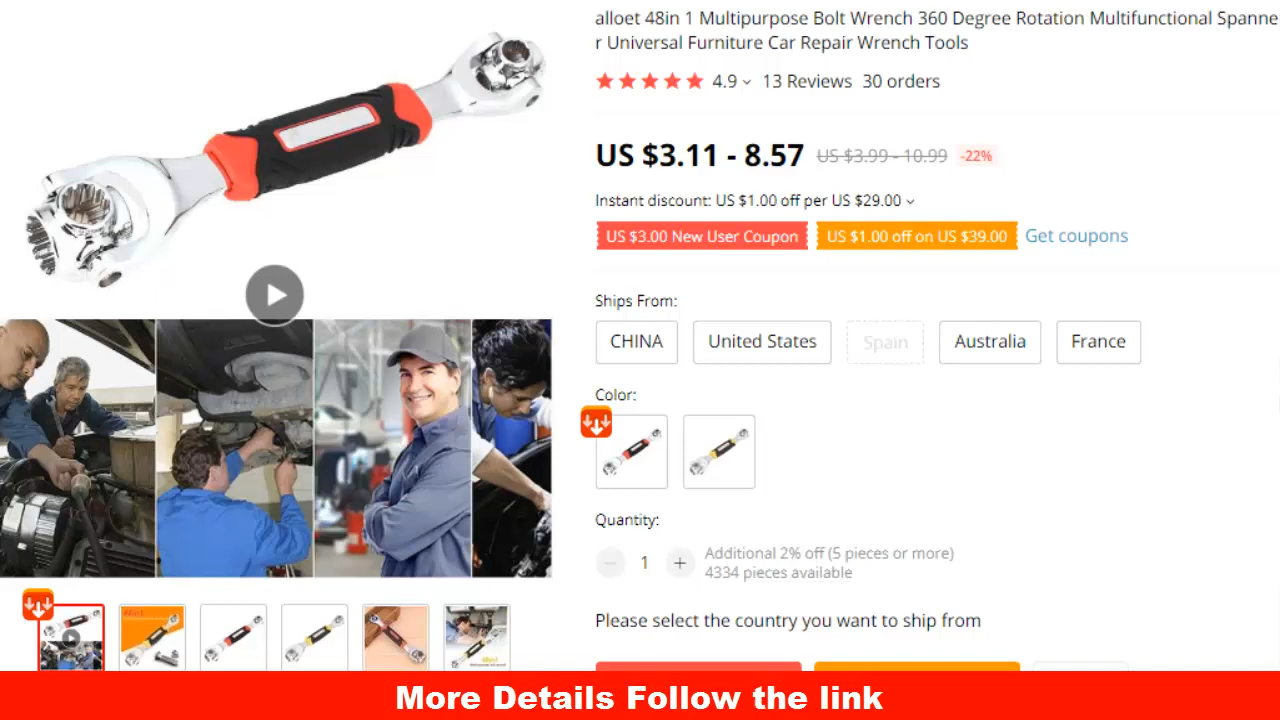 alloet 48in 1 Multipurpose Bolt Wrench 360 Degree Rotation Multifunctional Spanne
r Universal Furniture Car Repair Wrench Tools
4.9 13 Reviews 30 orders
US $3.11 - 8.57 US $3.99 - 10.99 -22%
Instant discount: US $1.00 off per US $29.00
US $3.00 New User Coupon US $1.00 off on US $39.00 Get coupons
Ships From:
CHINA United States Spain Australia France
Color:
Quantity:
1
Additional 2% off (5 pieces or more)
4334 pieces available
Please select the country you want to ship from
More Details Follow the link